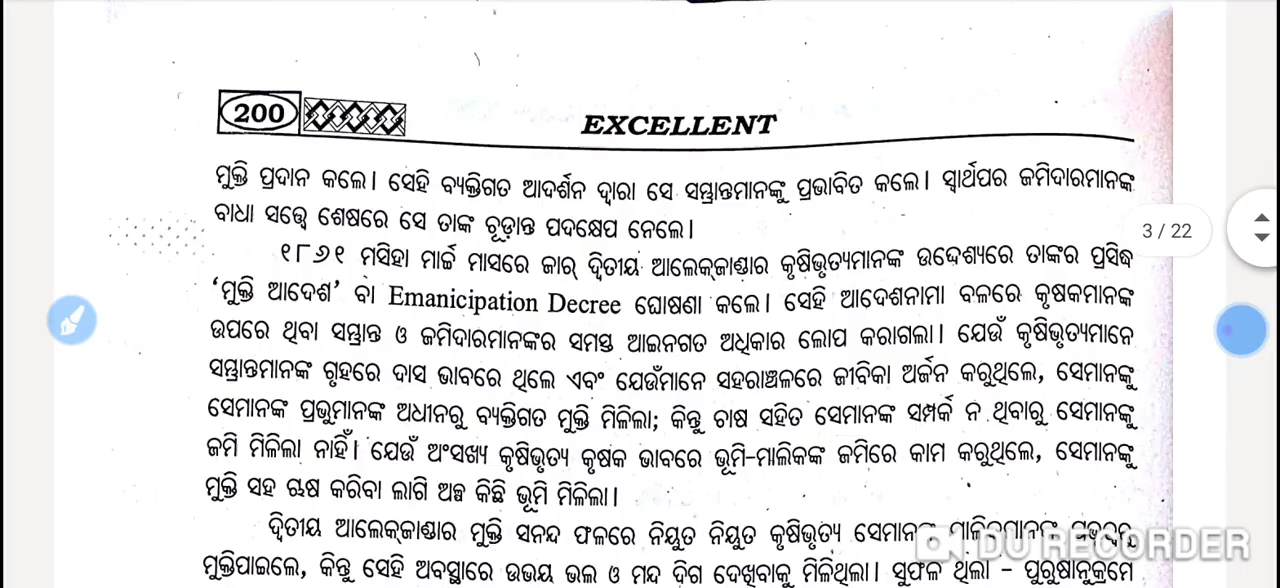 200
EXCELLENT
ମୁକ୍ତି ପ୍ରଦାନ କଲେ। ସେହି ବ୍ୟକ୍ତିଗତ ଆଦର୍ଶନ ଦ୍ୱାରା ସେ ସମ୍ଭ୍ରାନ୍ତମାନଙ୍କୁ ପ୍ରଭାବିତ କଲେ। ସ୍ୱାର୍ଥପର ଜମିଦାରମାନଙ୍କ
ବାଧା ସତ୍ତ୍ୱେ ଶେଷରେ ସେ ତାଙ୍କ ଚୂଡ଼ାନ୍ତ ପଦକ୍ଷେପ ନେଲେ।
3 / 22
୧୮୬୧ ମସିହା ମାର୍ଚ୍ଚ ମାସରେ ଜାର୍ ଦ୍ୱିତୀୟ ଆଲେକ୍‌ଜାଣ୍ଡାର କୃଷିଭୃତ୍ୟମାନଙ୍କ ଉଦ୍ଦେଶ୍ୟରେ ତାଙ୍କର ପ୍ରସିଦ୍ଧ
‘ମୁକ୍ତି ଆଦେଶ’ ବା Emanicipation Decree ଘୋଷଣା କଲେ। ସେହି ଆଦେଶନାମା ବଳରେ କୃଷକମାନଙ୍କ
ଉପରେ ଥିବା ସମ୍ଭ୍ରାନ୍ତ ଓ ଜମିଦାରମାନଙ୍କର ସମସ୍ତ ଆଇନଗତ ଅଧିକାର ଲୋପ କରାଗଲା। ଯେଉଁ କୃଷିଭୃତ୍ୟମାନେ
ସମ୍ଭ୍ରାନ୍ତମାନଙ୍କ ଗୃହରେ ଦାସ ଭାବରେ ଥିଲେ ଏବଂ ଯେଉଁମାନେ ସହରାଞ୍ଚଳରେ ଜୀବିକା ଅର୍ଜନ କରୁଥିଲେ, ସେମାନଙ୍କୁ
ସେମାନଙ୍କ ପ୍ରଭୁମାନଙ୍କ ଅଧୀନରୁ ବ୍ୟକ୍ତିଗତ ମୁକ୍ତି ମିଳିଲା; କିନ୍ତୁ ଚାଷ ସହିତ ସେମାନଙ୍କ ସମ୍ପର୍କ ନ ଥିବାରୁ ସେମାନଙ୍କୁ
ଜମି ମିଳିଲା ନାହିଁ। ଯେଉଁ ଅଂସଖ୍ୟ କୃଷିଭୃତ୍ୟ କୃଷକ ଭାବରେ ଭୂମି-ମାଲିକଙ୍କ ଜମିରେ କାମ କରୁଥିଲେ, ସେମାନଙ୍କୁ
ମୁକ୍ତି ସହ ଋଷ କରିବା ଲାଗି ଅଳ୍ପ କିଛି ଭୂମି ମିଳିଲା।
ଦ୍ୱିତୀୟ ଆଲେକ୍‌ଜାଣ୍ଡାର ମୁକ୍ତି ସନନ୍ଦ ଫଳରେ ନିୟୁତ ନିୟୁତ କୃଷିଭୃତ୍ୟ
DU RECORDER
ମୁକ୍ତିପାଇଲେ, କିନ୍ତୁ ସେହି ଅବସ୍ଥାରେ ଉଭୟ ଭଲ ଓ ମନ୍ଦ ଦିଗ ଦେଖିବାକୁ ମିଳିଥିଲା। ସୁଫଳ ଥିଲା – ପୁରୁଷାନୁକ୍ରମେ